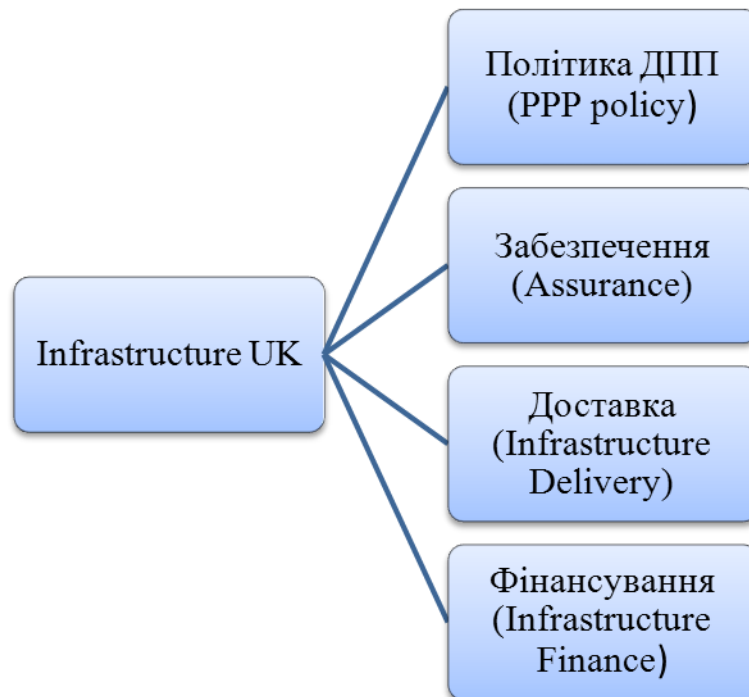 Політика ДПП
(PPP policy)
Забезпечення
(Assurance)
Infrastructure UK
Доставка
(Infrastructure
Delivery)
Фінансування
(Infrastructure
Finance)